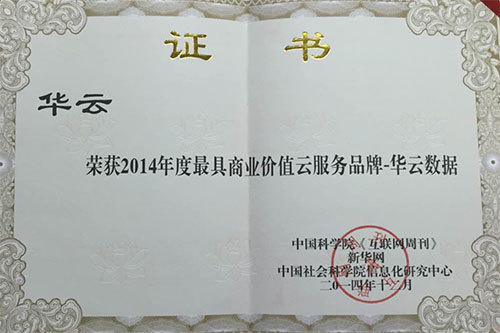 证书
华云
荣获2014年度最具商业价值云服务品牌-华云数据
中国科学院《互联网周刊》
新华网
中国社会科学院信息化研究中心
二〇一四年十二月